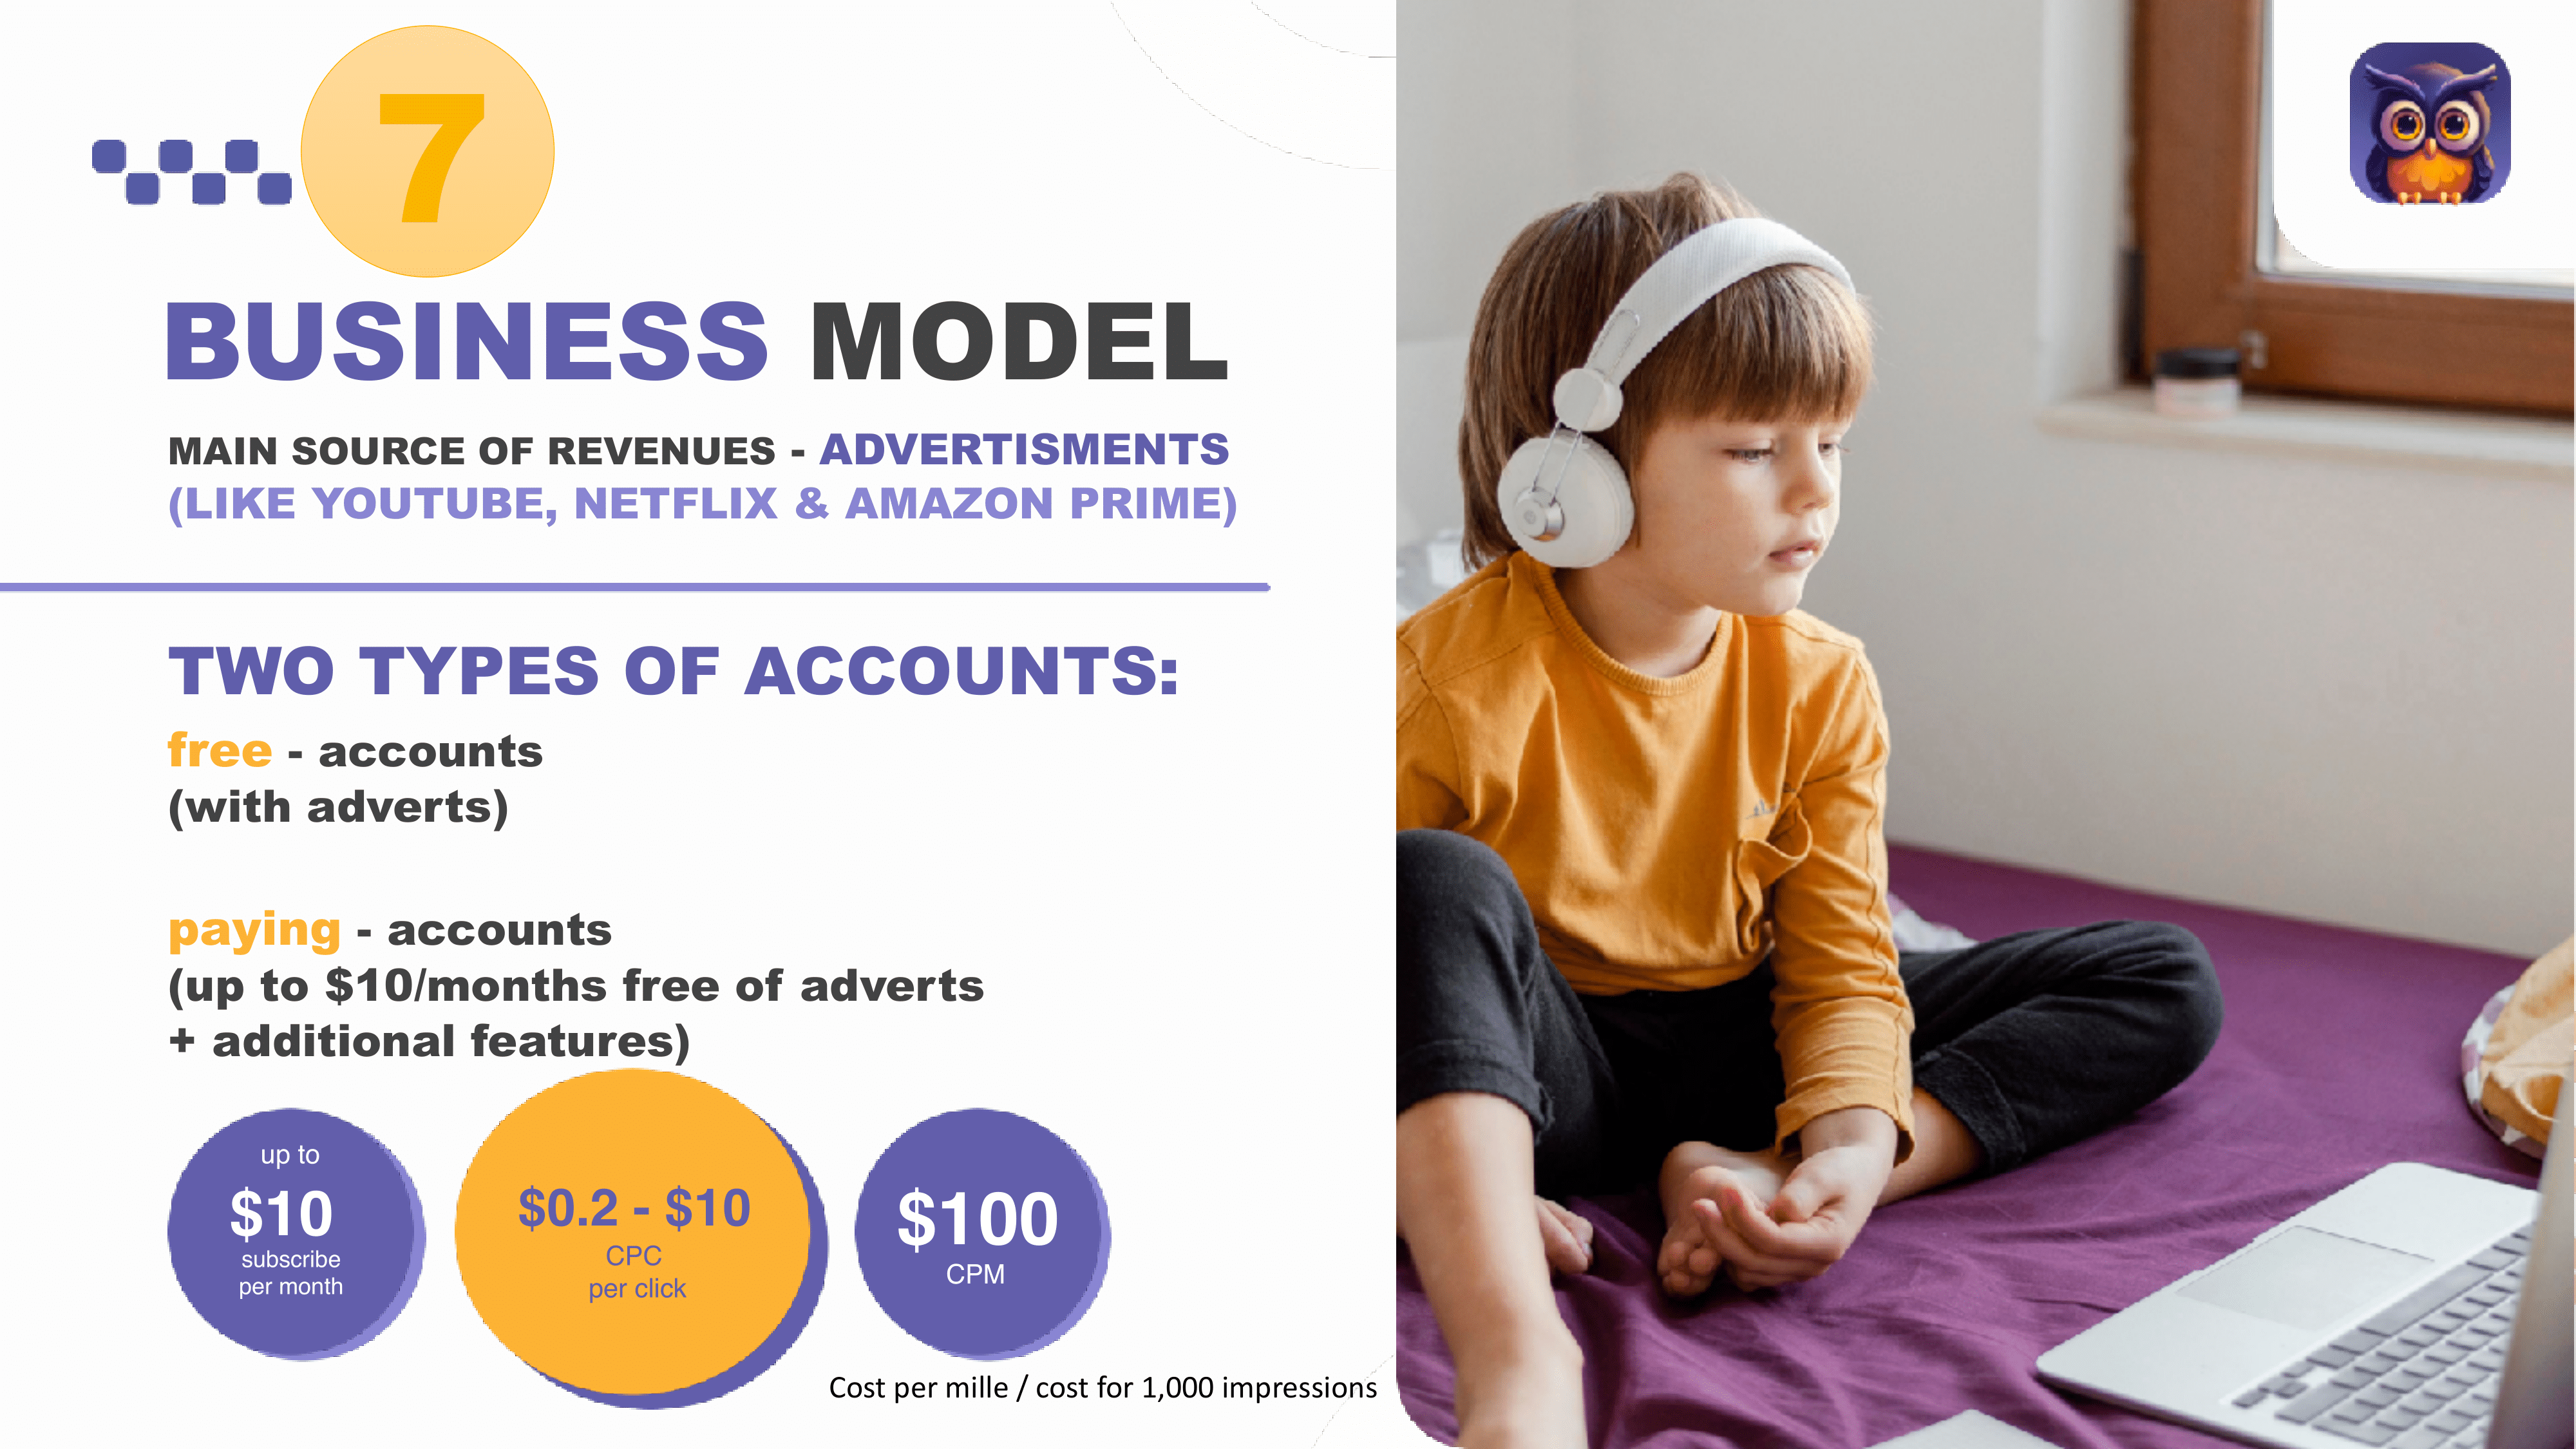 7
BUSINESS MODEL
MAIN SOURCE OF REVENUES - ADVERTISMENTS
(LIKE YOUTUBE, NETFLIX & AMAZON PRIME)
TWO TYPES OF ACCOUNTS:
free - accounts
(with adverts)
paying - accounts
(up to $10/months free of adverts
+ additional features)
up to
$10
subscribe
per month
$0.2 - $10
CPC
per click
$100
CPM
Cost per mille / cost for 1,000 impressions